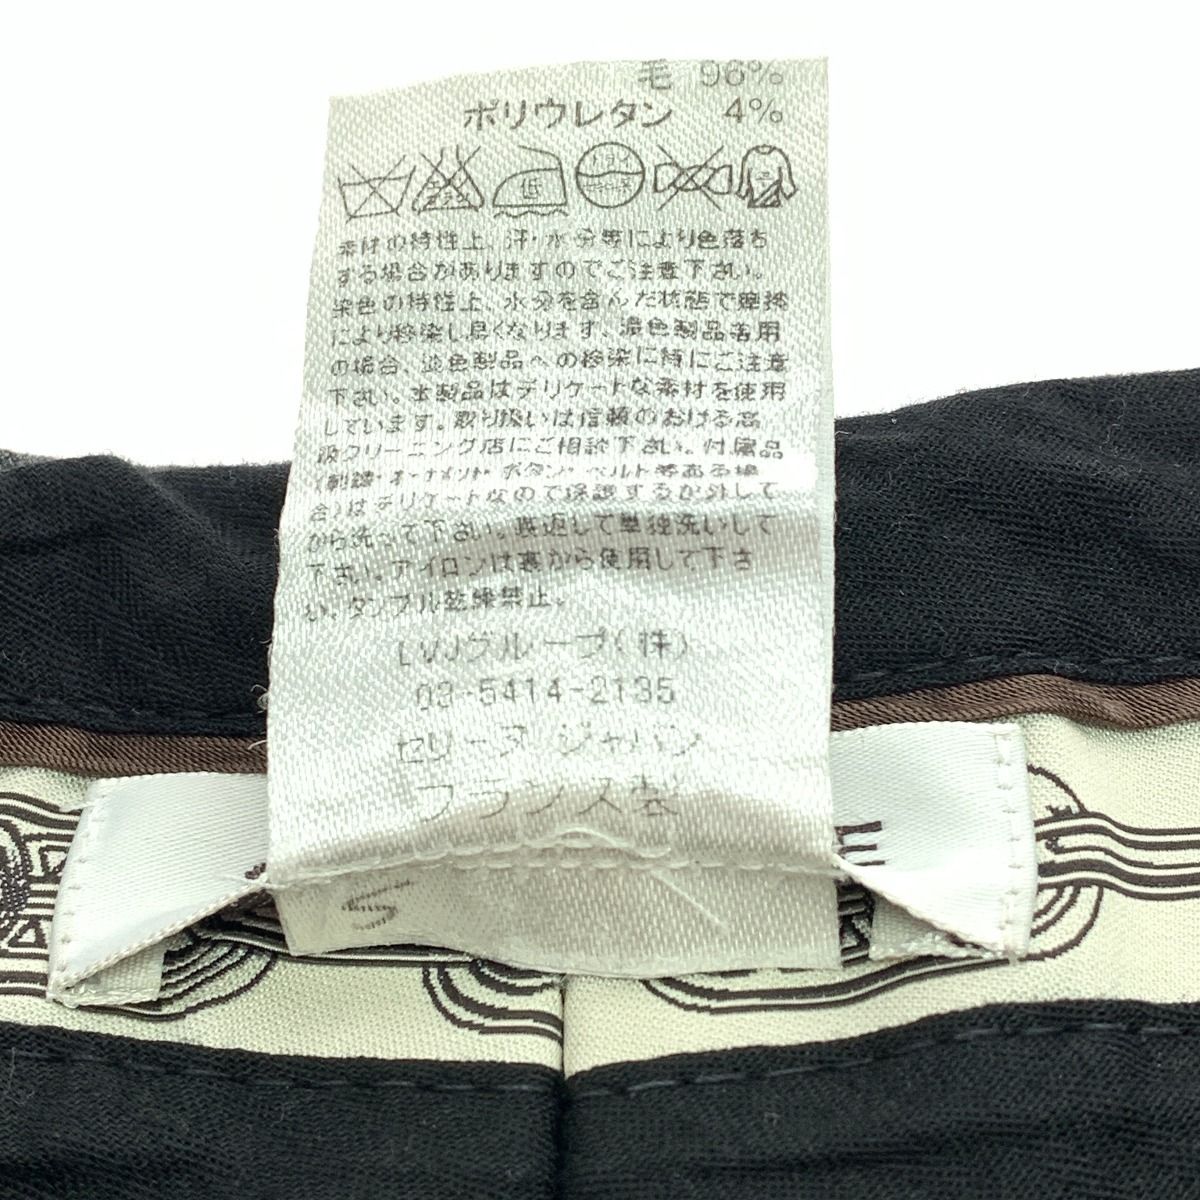 毛 96%
ポリウレタン 4%
低
ドライ
素材の特性上、汗・水分等により色落ち
する場合がありますのでご注意下さい。
染色の特性上、水分を含んだ状態で摩擦
により移染し易くなります、濃色製品着用
の場合、淡色製品への移染に特にご注意
下さい。本製品はデリケートな素材を使用
しています。取り扱いは信頼のおける高
級クリーニング店にご相談下さい。付属品
(刺繍・オーナメント・ボタン・ベルト等ある場
合)はデリケートなので保護するか外して
から洗って下さい。裏返して単独洗いして
下さい。アイロンは裏から使用して下さ
い。タンブル乾燥禁止。
LVJグループ(株)
03-5414-2135
セリーヌ ジャパン
フランス製